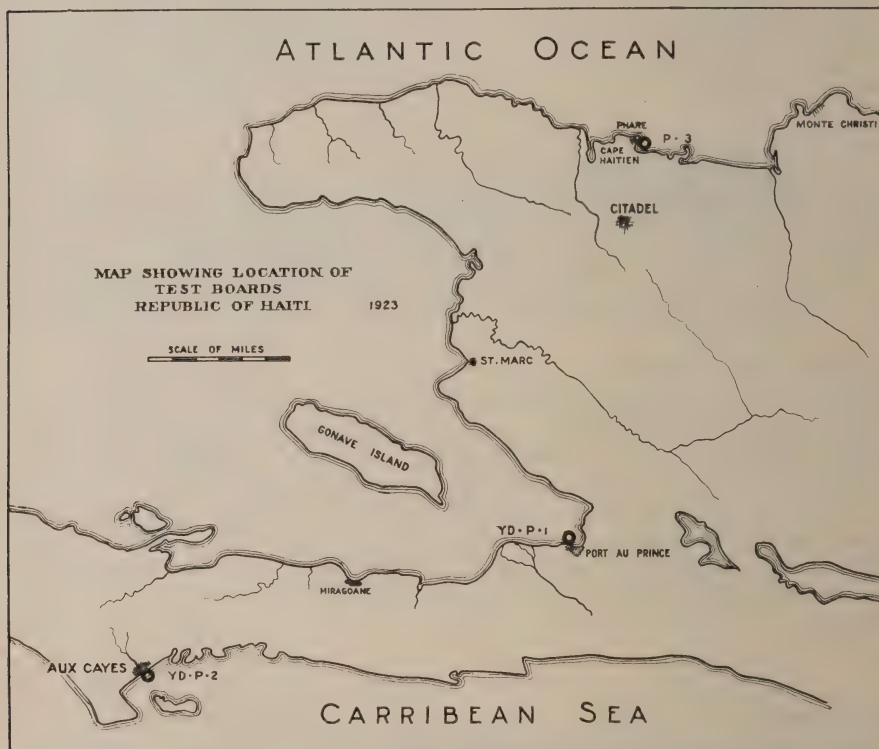 ATLANTIC OCEAN
PHARE
P·3
MONTE CHRISTI
CAPE
HAITIEN
CITADEL
MAP SHOWING LOCATION OF
TEST BOARDS
REPUBLIC OF HAITI. 1923
SCALE OF MILES
ST. MARC
GONAVE ISLAND
YD·P·1
PORT AU PRINCE
MIRAGOANE
AUX CAYES
YD·P·2
CARRIBEAN SEA